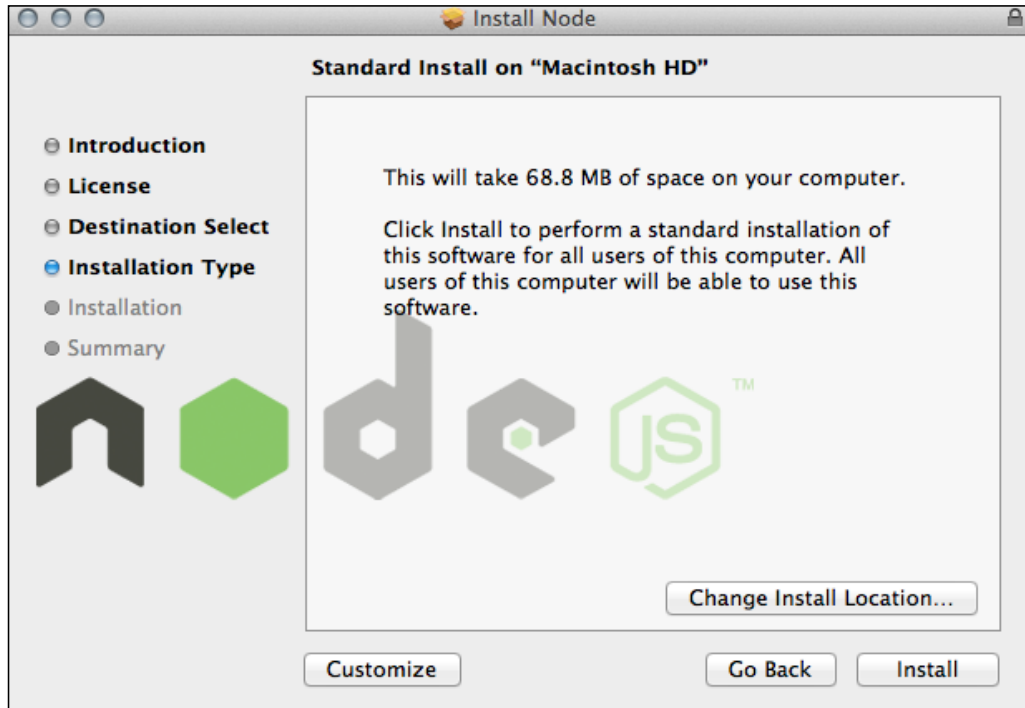 Install Node
Standard Install on “Macintosh HD”
Introduction
License
Destination Select
Installation Type
Installation
Summary
This will take 68.8 MB of space on your computer.
Click Install to perform a standard installation of
this software for all users of this computer. All
users of this computer will be able to use this
software.
node JS ™
Change Install Location...
Customize
Go Back
Install